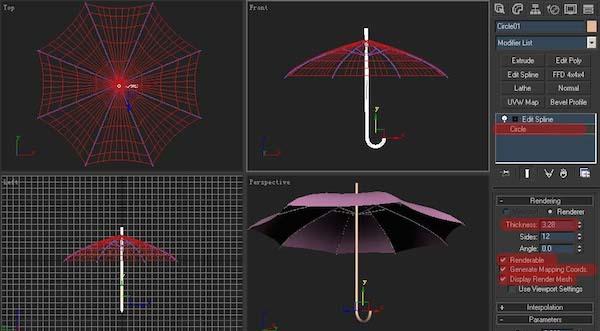 Top
Front
Circle01
Modifier List
Extrude
Edit Poly
Edit Spline
FFD 4x4x4
Lathe
Normal
UVW Map
Bevel Profile
Edit Spline
Circle
Left
Perspective
Rendering
Renderer
Thickness: 3.28
Sides: 12
Angle: 0.0
Renderable
Generate Mapping Coords.
Display Render Mesh
Use Viewport Settings
Interpolation
Parameters